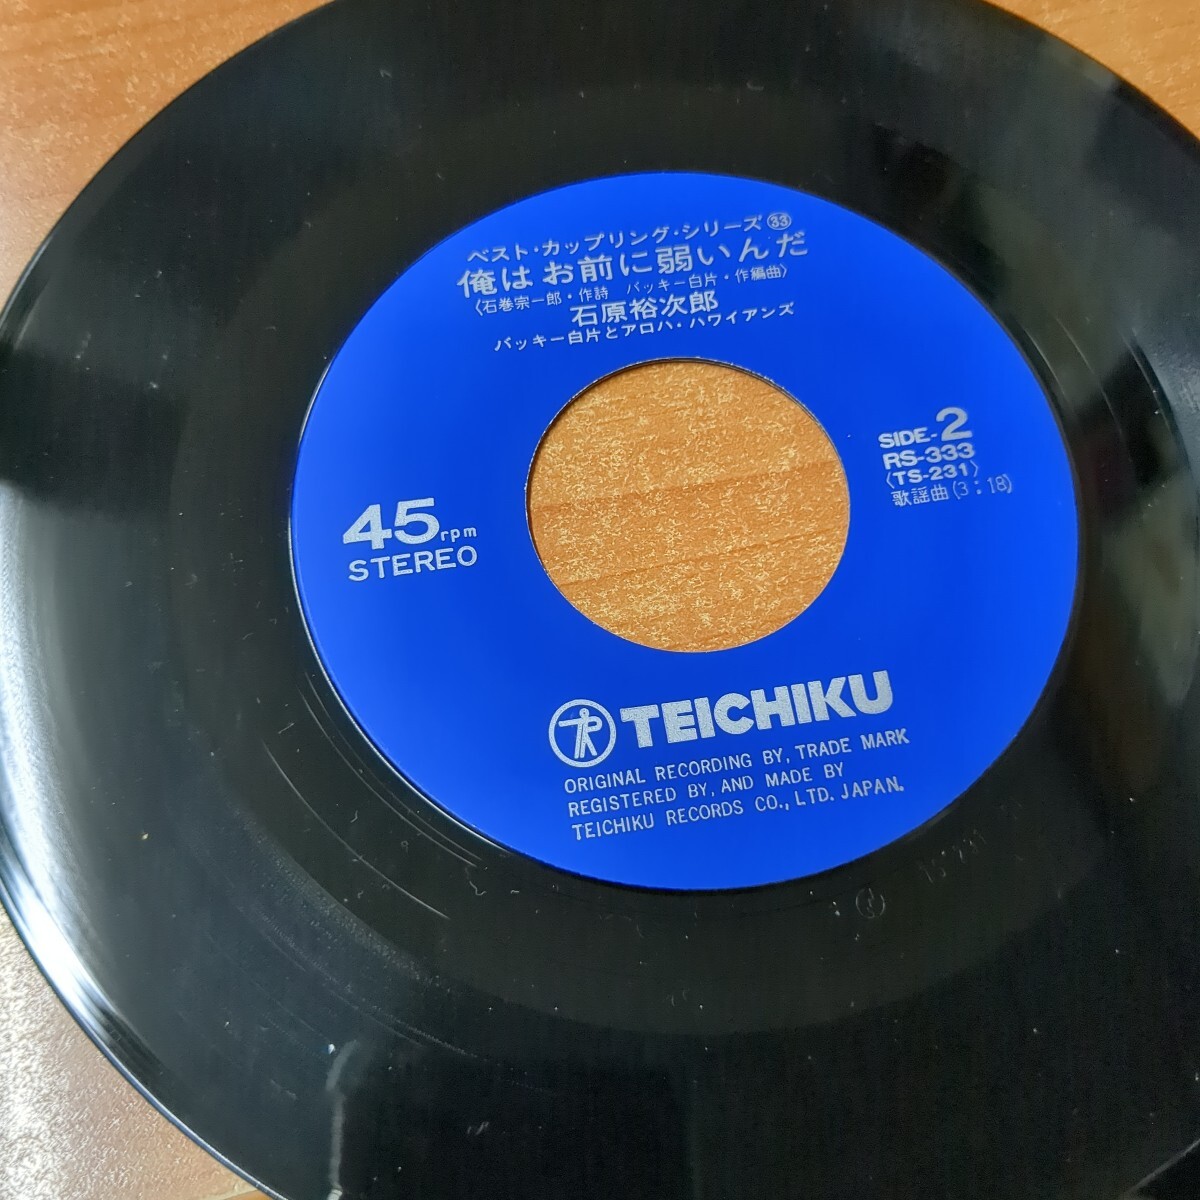 ベスト・カップリング・シリーズ㉝
俺はお前に弱いんだ
〈石巻宗一郎・作詩 バッキー白片・作編曲〉
石原裕次郎
バッキー白片とアロハ・ハワイアンズ
SIDE-2
RS-333
〈TS-231〉
歌謡曲(3:18)
45rpm
STEREO
TEICHIKU
ORIGINAL RECORDING BY, TRADE MARK
REGISTERED BY, AND MADE BY
TEICHIKU RECORDS CO., LTD. JAPAN.